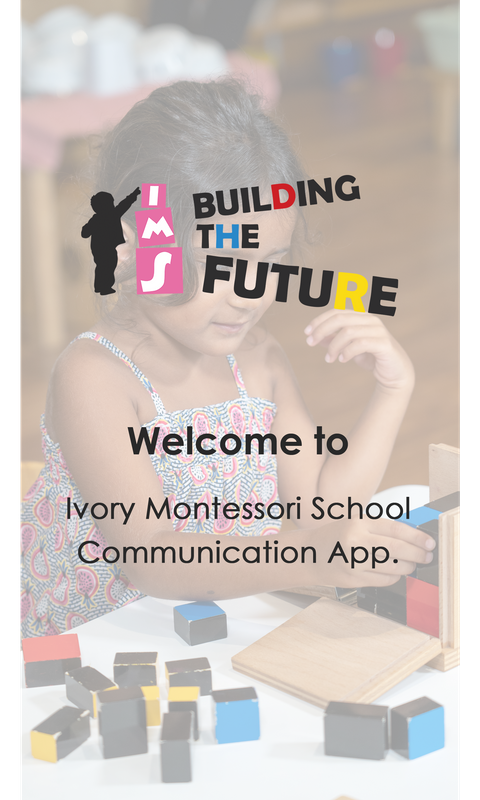 I
M
S
BUILDING
THE
FUTURE
Welcome to
Ivory Montessori School
Communication App.